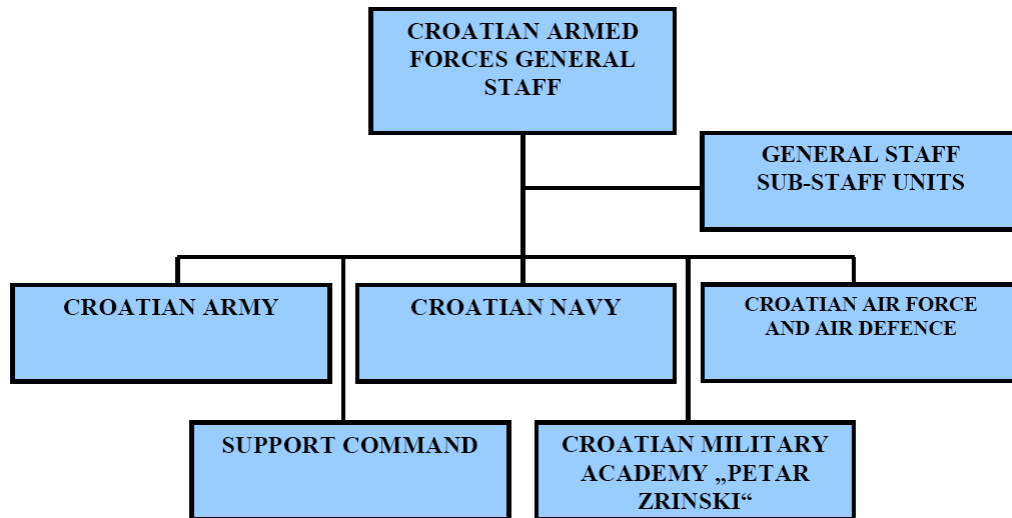 CROATIAN ARMED
FORCES GENERAL
STAFF
GENERAL STAFF
SUB-STAFF UNITS
CROATIAN ARMY
CROATIAN NAVY
CROATIAN AIR FORCE
AND AIR DEFENCE
SUPPORT COMMAND
CROATIAN MILITARY
ACADEMY „PETAR
ZRINSKI“